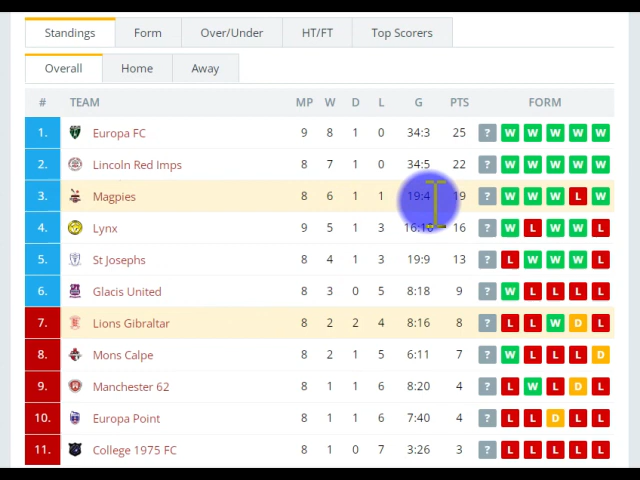 Standings Form Over/Under HT/FT Top Scorers
Overall Home Away
# TEAM MP W D L G PTS FORM
1. Europa FC 9 8 1 0 34:3 25 ? W W W W W
2. Lincoln Red Imps 8 7 1 0 34:5 22 ? W W W W W
3. Magpies 8 6 1 1 19:4 19 ? W W W L W
4. Lynx 9 5 1 3 16 ? W L W W L
5. St Josephs 8 4 1 3 19:9 13 ? L W W W L
6. Glacis United 8 3 0 5 8:18 9 ? W L L L L
7. Lions Gibraltar 8 2 2 4 8:16 8 ? L L W D L
8. Mons Calpe 8 2 1 5 6:11 7 ? W L L L D
9. Manchester 62 8 1 1 6 8:20 4 ? L W L D L
10. Europa Point 8 1 1 6 7:40 4 ? L L D L L
11. College 1975 FC 8 1 0 7 3:26 3 ? L L L L L